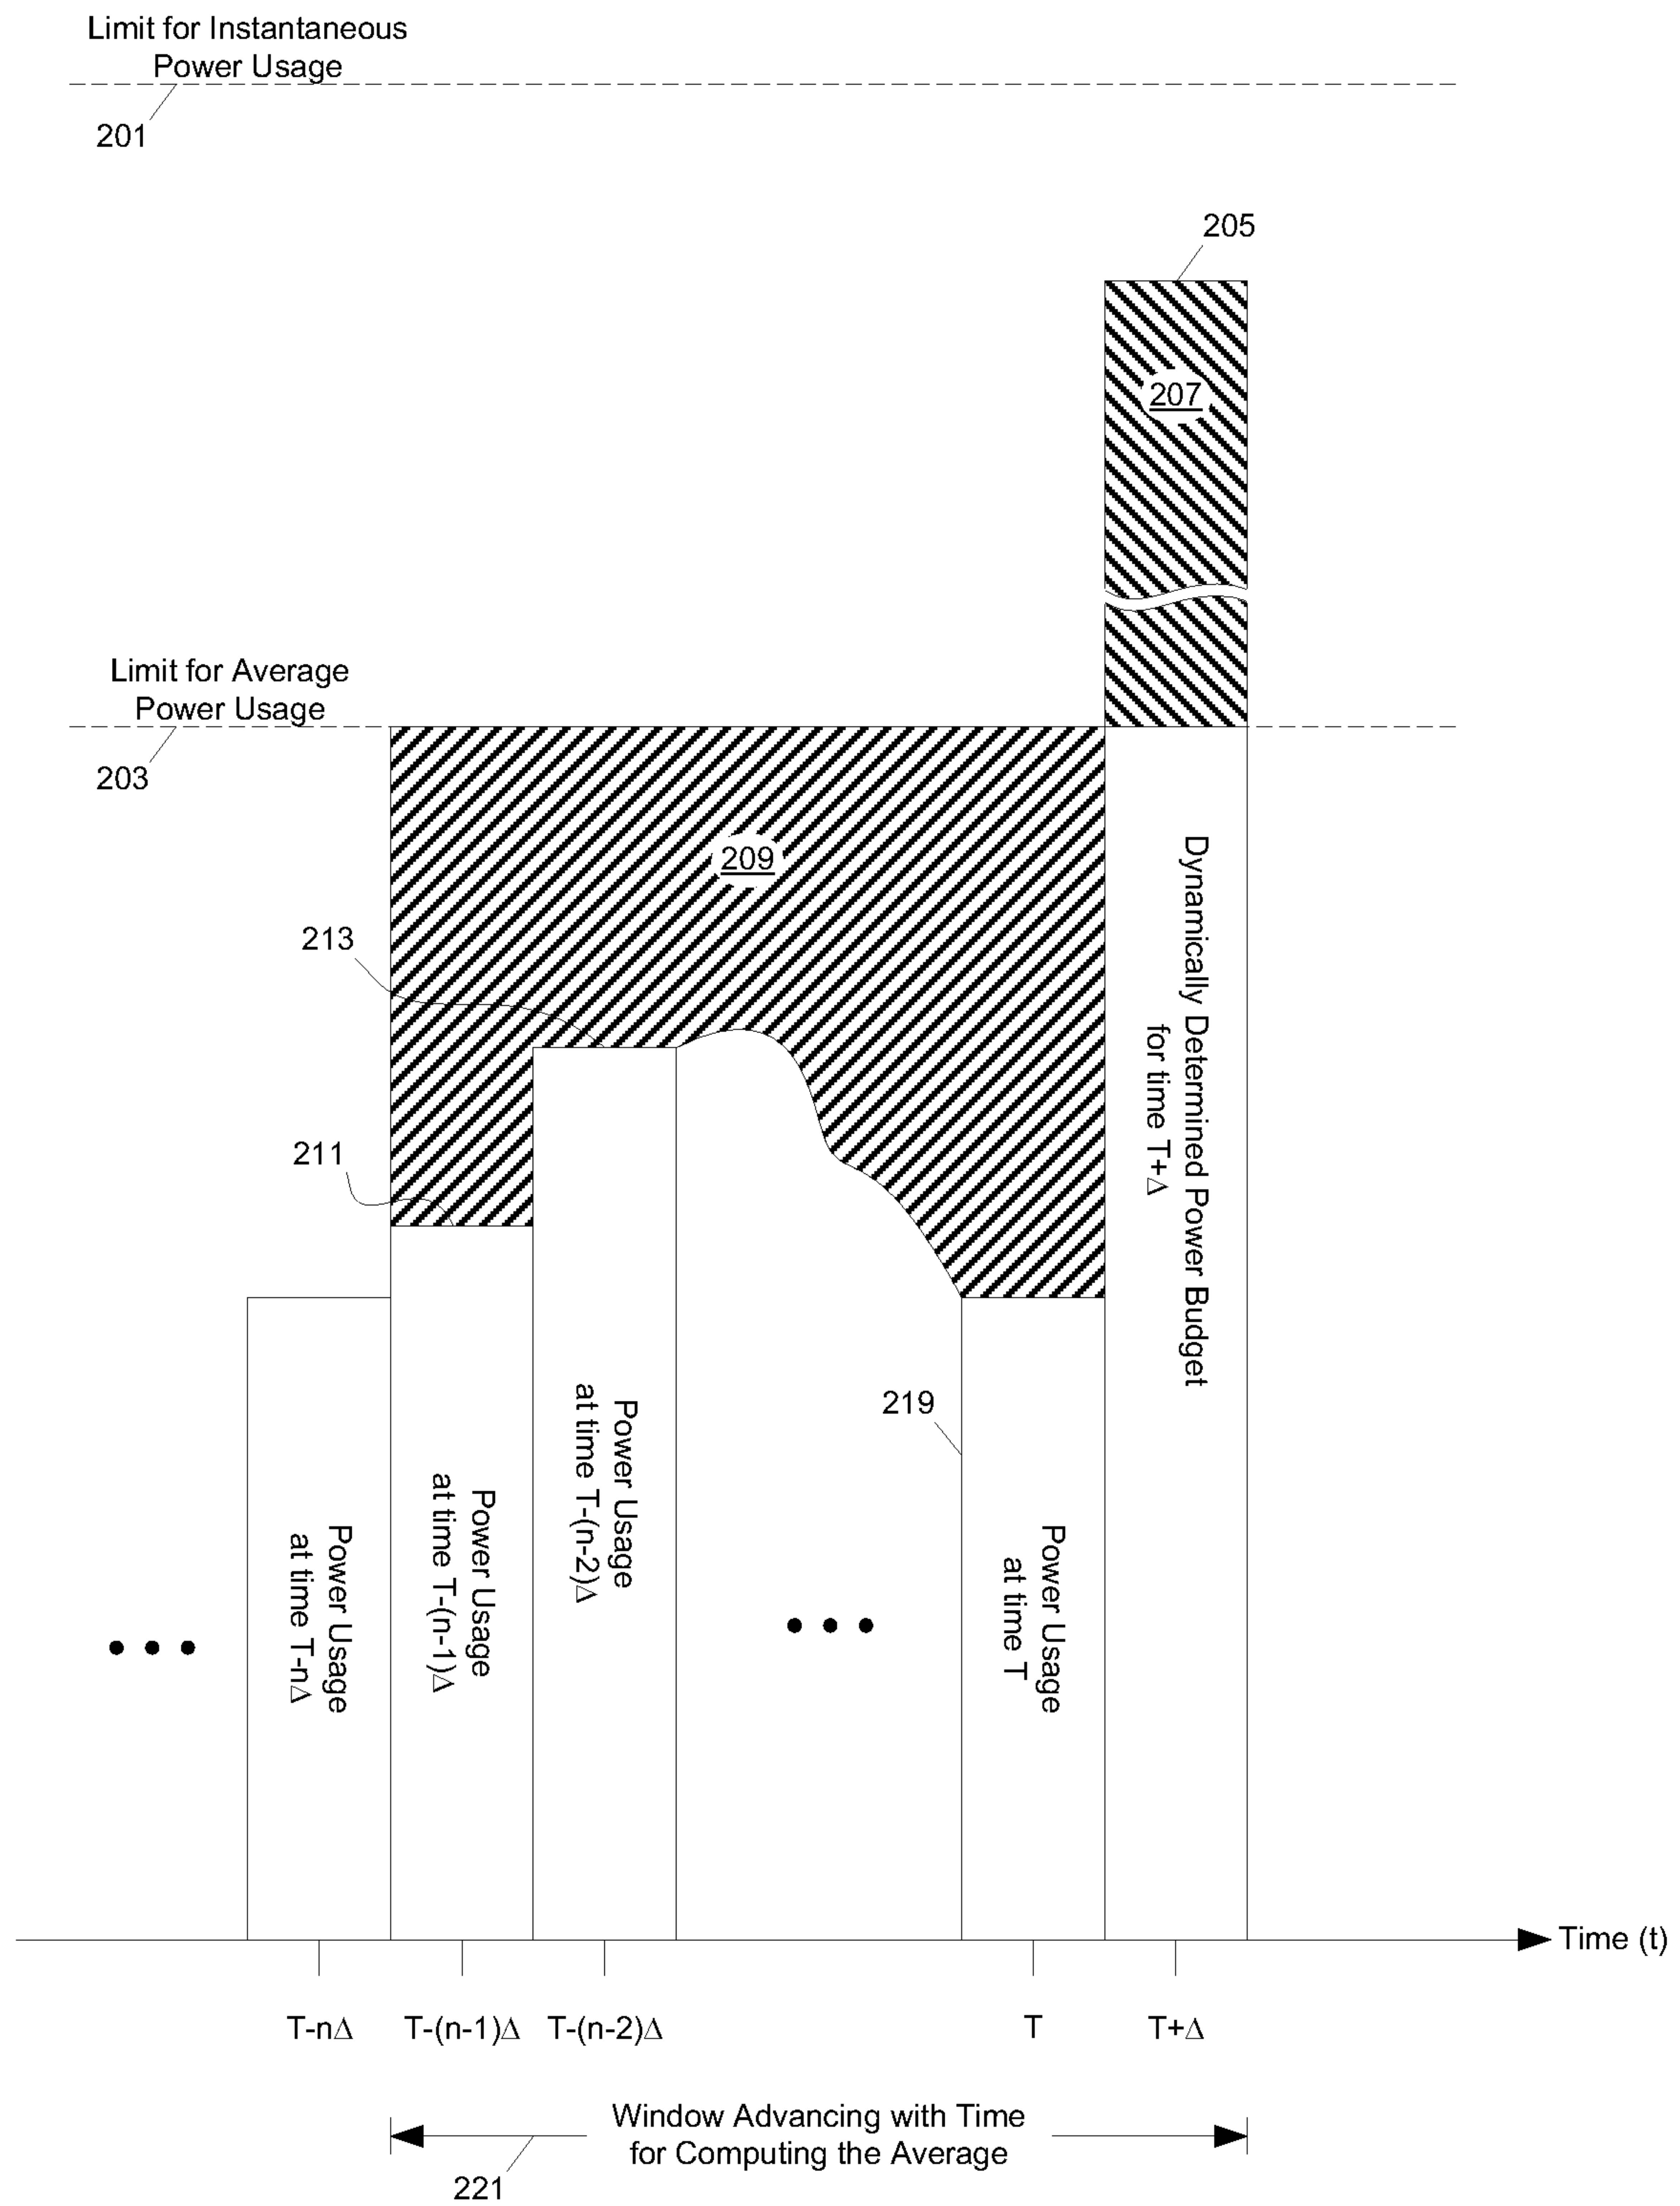 Limit for Instantaneous
Power Usage
201
205
207
Limit for Average
Power Usage
203
209
213
211
219
Power Usage
at time T-nΔ
Power Usage
at time T-(n-1)Δ
Power Usage
at time T-(n-2)Δ
Power Usage
at time T
Dynamically Determined Power Budget
for time T+Δ
Time (t)
T-nΔ
T-(n-1)Δ
T-(n-2)Δ
T
T+Δ
Window Advancing with Time
for Computing the Average
221